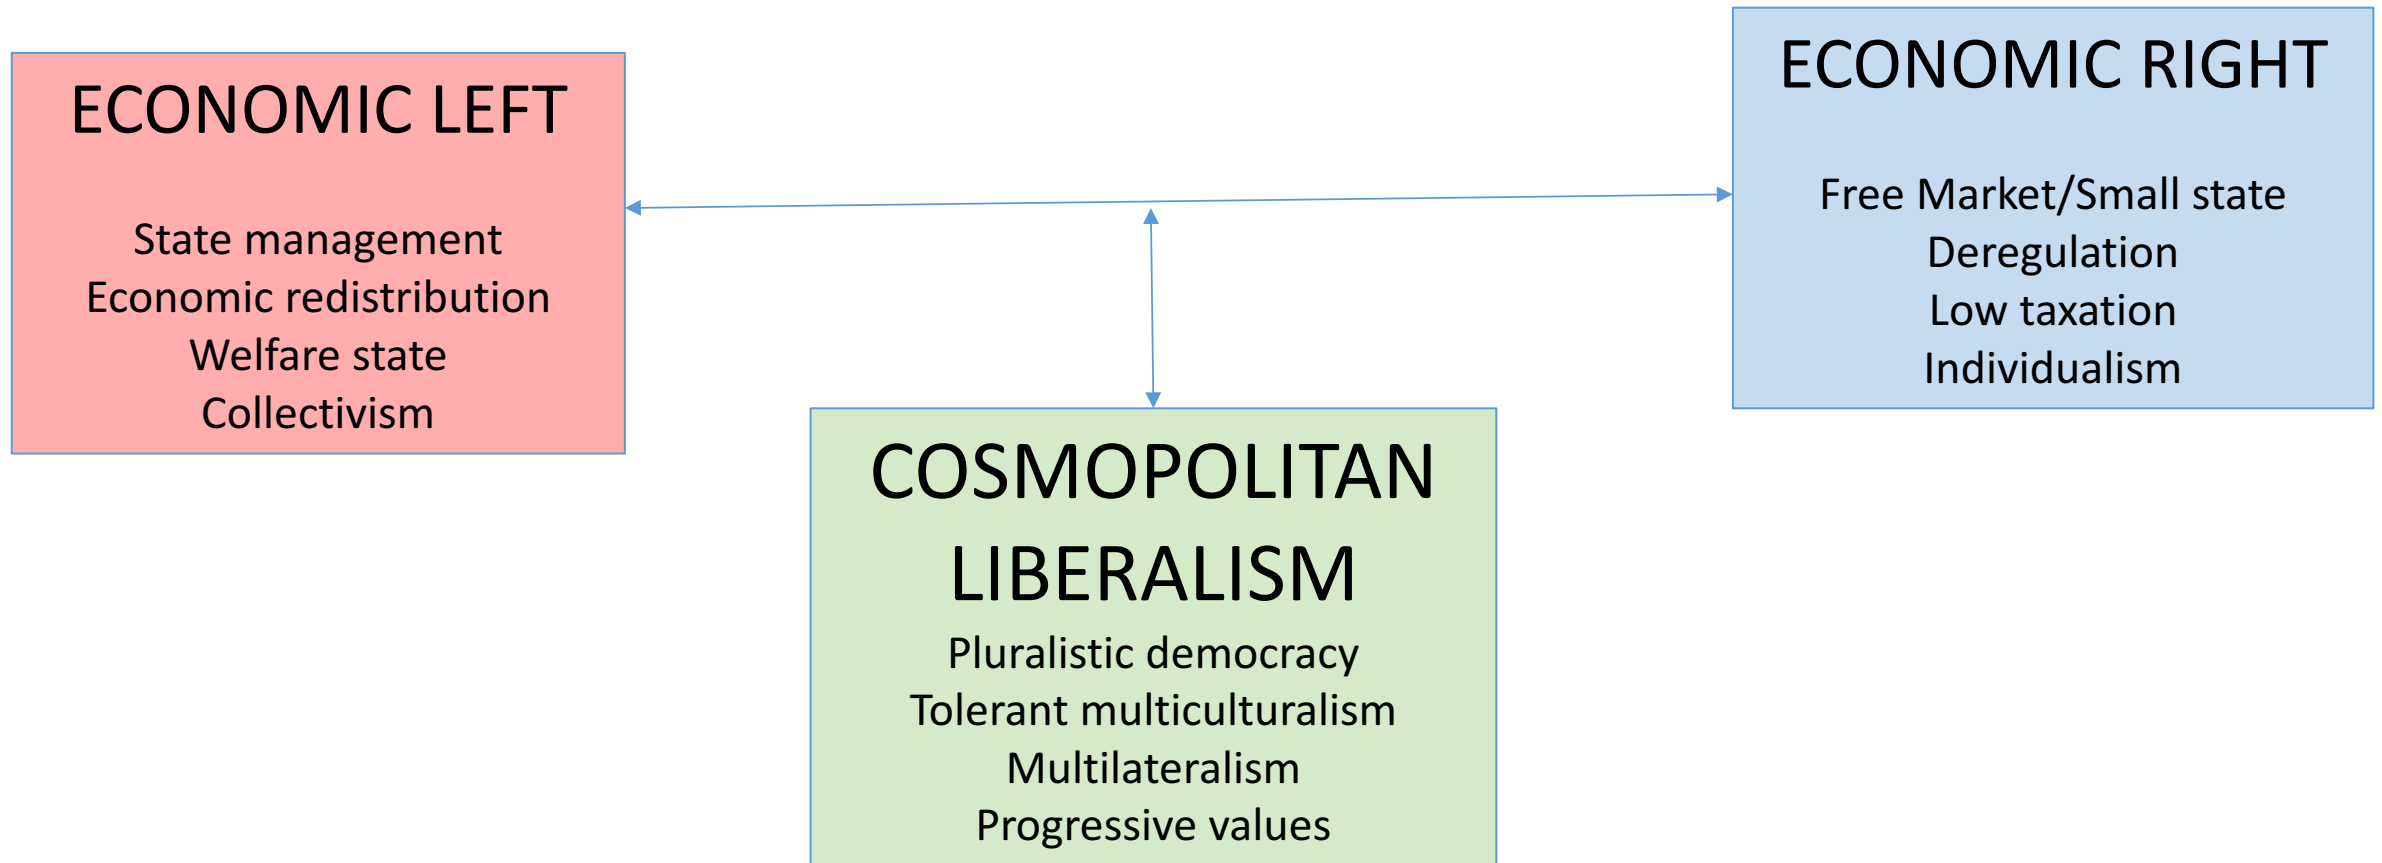 ECONOMIC LEFT
State management
Economic redistribution
Welfare state
Collectivism
ECONOMIC RIGHT
Free Market/Small state
Deregulation
Low taxation
Individualism
COSMOPOLITAN
LIBERALISM
Pluralistic democracy
Tolerant multiculturalism
Multilateralism
Progressive values